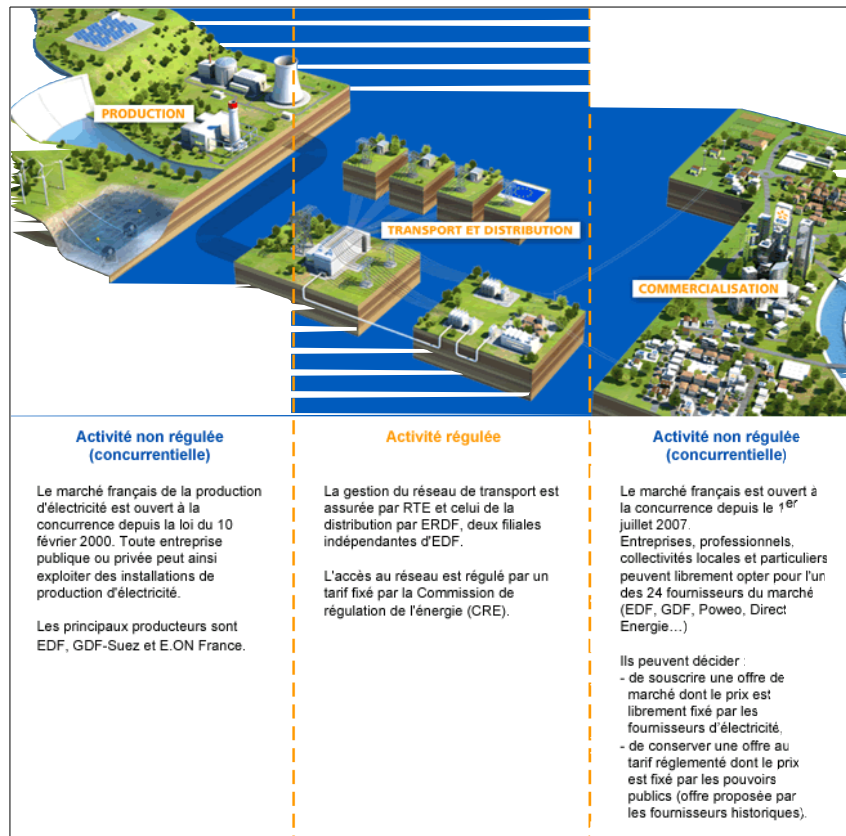 PRODUCTION
TRANSPORT ET DISTRIBUTION
COMMERCIALISATION
Activité non régulée
(concurrentielle)
Le marché français de la production
d'électricité est ouvert à la
concurrence depuis la loi du 10
février 2000. Toute entreprise
publique ou privée peut ainsi
exploiter des installations de
production d'électricité.
Les principaux producteurs sont
EDF, GDF-Suez et E.ON France.
Activité régulée
La gestion du réseau de transport est
assurée par RTE et celui de la
distribution par ERDF, deux filiales
indépendantes d'EDF.
L'accès au réseau est régulé par un
tarif fixé par la Commission de
régulation de l'énergie (CRE).
Activité non régulée
(concurrentielle)
Le marché français est ouvert à
la concurrence depuis le 1er
juillet 2007.
Entreprises, professionnels,
collectivités locales et particuliers
peuvent librement opter pour l'un
des 24 fournisseurs du marché
(EDF, GDF, Poweo, Direct
Energie…)
Ils peuvent décider :
- de souscrire une offre de
marché dont le prix est
librement fixé par les
fournisseurs d'électricité,
- de conserver une offre au
tarif réglementé dont le prix
est fixé par les pouvoirs
publics (offre proposée par
les fournisseurs historiques).